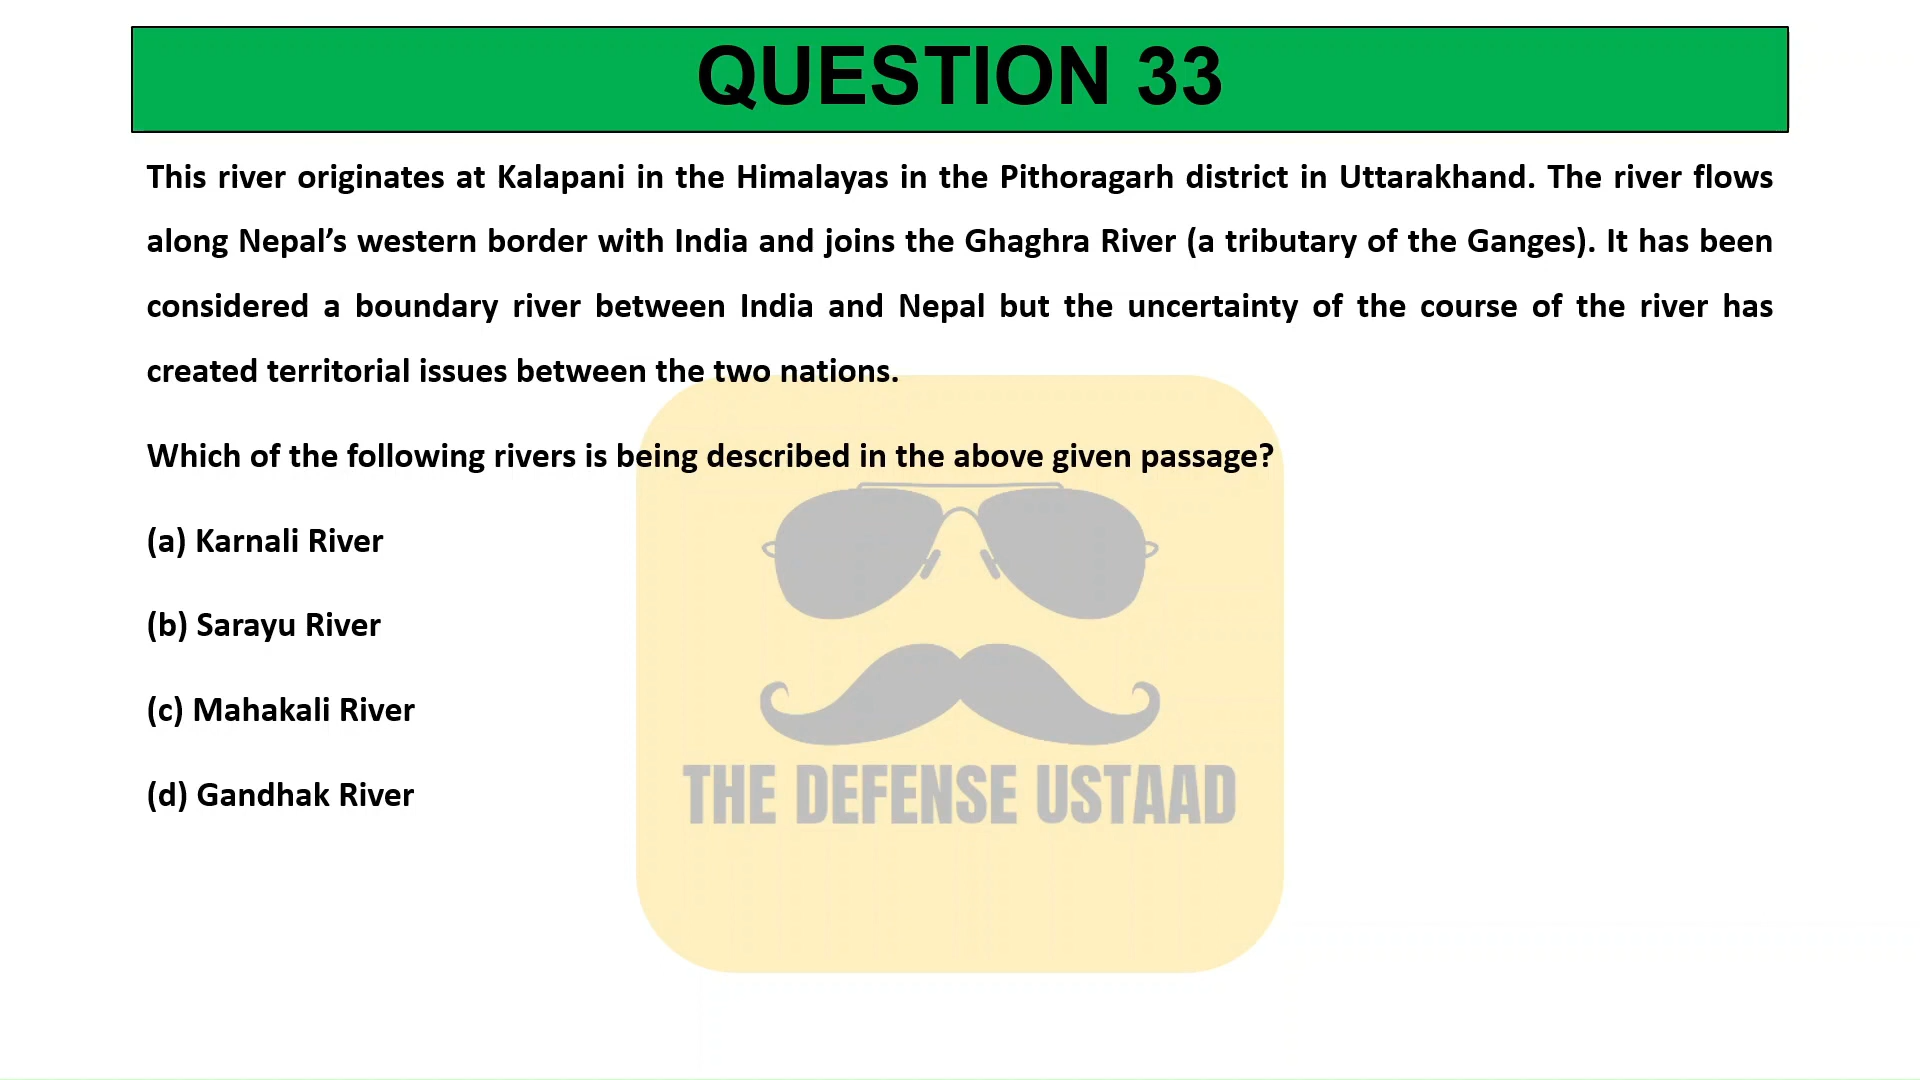 QUESTION 33
This river originates at Kalapani in the Himalayas in the Pithoragarh district in Uttarakhand. The river flows
along Nepal’s western border with India and joins the Ghaghra River (a tributary of the Ganges). It has been
considered a boundary river between India and Nepal but the uncertainty of the course of the river has
created territorial issues between the two nations.
Which of the following rivers is being described in the above given passage?
(a) Karnali River
(b) Sarayu River
(c) Mahakali River
(d) Gandhak River
THE DEFENSE USTAAD